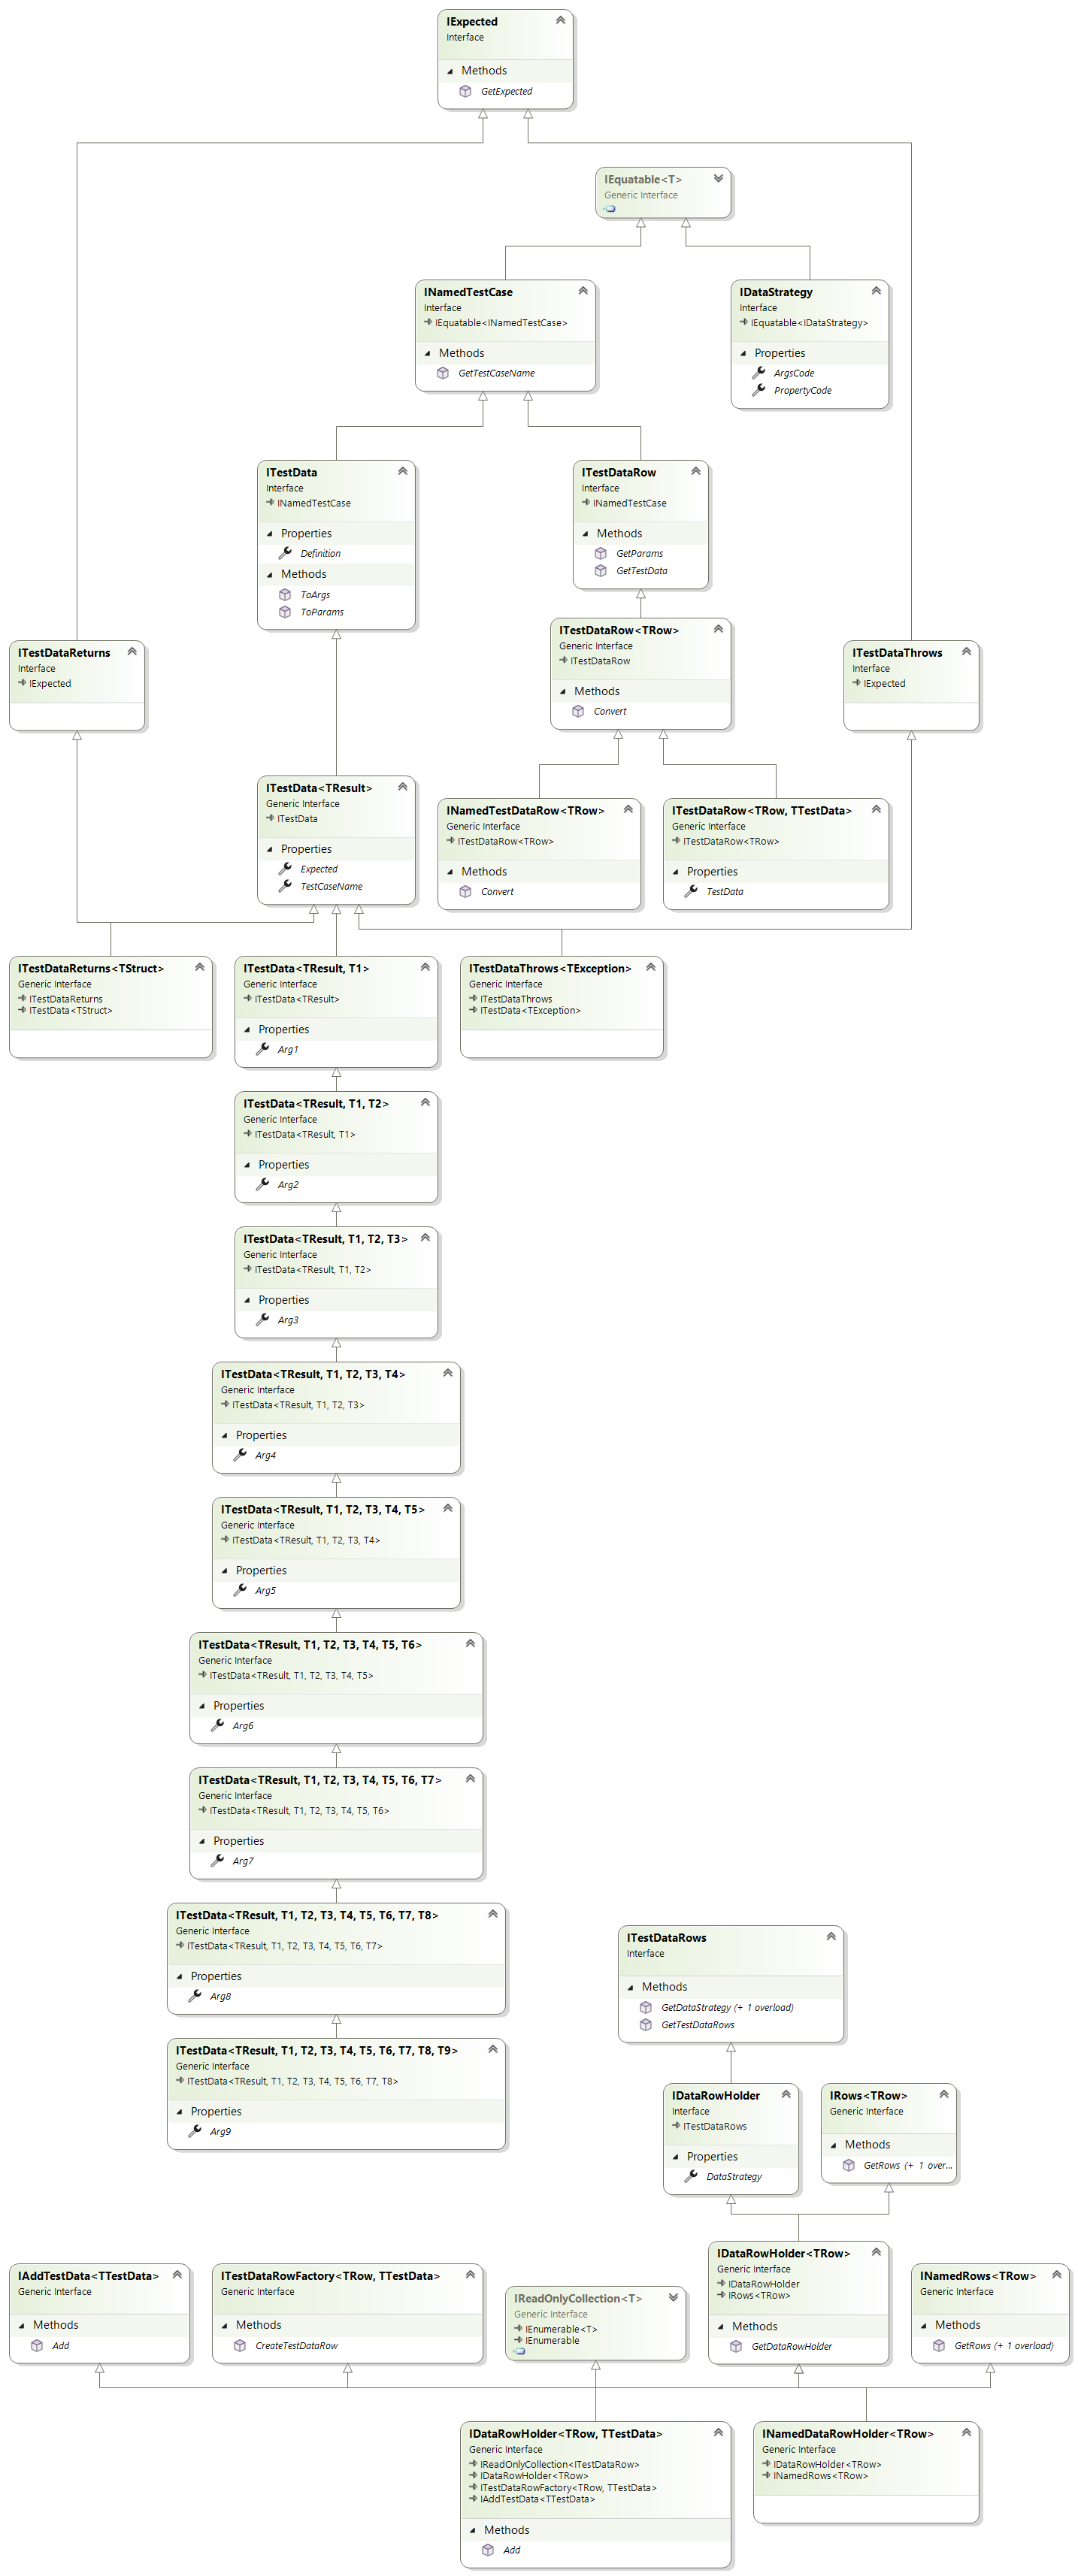 IExpected
Interface
Methods
GetExpected
IEquatable<T>
Generic Interface
INamedTestCase
Interface
IEquatable<INamedTestCase>
Methods
GetTestCaseName
IDataStrategy
Interface
IEquatable<IDataStrategy>
Properties
ArgsCode
PropertyCode
ITestData
Interface
INamedTestCase
Properties
Definition
Methods
ToArgs
ToParams
ITestDataRow
Interface
INamedTestCase
Methods
GetParams
GetTestData
ITestDataReturns
Interface
IExpected
ITestDataRow<TRow>
Generic Interface
ITestDataRow
Methods
Convert
ITestDataThrows
Interface
IExpected
ITestData<TResult>
Generic Interface
ITestData
Properties
Expected
TestCaseName
INamedTestDataRow<TRow>
Generic Interface
ITestDataRow<TRow>
Methods
Convert
ITestDataRow<TRow, TTestData>
Generic Interface
ITestDataRow<TRow>
Properties
TestData
ITestDataReturns<TStruct>
Generic Interface
ITestDataReturns
ITestData<TStruct>
ITestData<TResult, T1>
Generic Interface
ITestData<TResult>
Properties
Arg1
ITestDataThrows<TException>
Generic Interface
ITestDataThrows
ITestData<TException>
ITestData<TResult, T1, T2>
Generic Interface
ITestData<TResult, T1>
Properties
Arg2
ITestData<TResult, T1, T2, T3>
Generic Interface
ITestData<TResult, T1, T2>
Properties
Arg3
ITestData<TResult, T1, T2, T3, T4>
Generic Interface
ITestData<TResult, T1, T2, T3>
Properties
Arg4
ITestData<TResult, T1, T2, T3, T4, T5>
Generic Interface
ITestData<TResult, T1, T2, T3, T4>
Properties
Arg5
ITestData<TResult, T1, T2, T3, T4, T5, T6>
Generic Interface
ITestData<TResult, T1, T2, T3, T4, T5>
Properties
Arg6
ITestData<TResult, T1, T2, T3, T4, T5, T6, T7>
Generic Interface
ITestData<TResult, T1, T2, T3, T4, T5, T6>
Properties
Arg7
ITestData<TResult, T1, T2, T3, T4, T5, T6, T7, T8>
Generic Interface
ITestData<TResult, T1, T2, T3, T4, T5, T6, T7>
Properties
Arg8
ITestData<TResult, T1, T2, T3, T4, T5, T6, T7, T8, T9>
Generic Interface
ITestData<TResult, T1, T2, T3, T4, T5, T6, T7, T8>
Properties
Arg9
ITestDataRows
Interface
Methods
GetDataStrategy (+ 1 overload)
GetTestDataRows
IDataRowHolder
Interface
ITestDataRows
Properties
DataStrategy
IRows<TRow>
Generic Interface
Methods
GetRows (+ 1 over...
IAddTestData<TTestData>
Generic Interface
Methods
Add
ITestDataRowFactory<TRow, TTestData>
Generic Interface
Methods
CreateTestDataRow
IReadOnlyCollection<T>
Generic Interface
IEnumerable<T>
IEnumerable
IDataRowHolder<TRow>
Generic Interface
IDataRowHolder
IRows<TRow>
Methods
GetDataRowHolder
INamedRows<TRow>
Generic Interface
Methods
GetRows (+ 1 overload)
IDataRowHolder<TRow, TTestData>
Generic Interface
IReadOnlyCollection<ITestDataRow>
IDataRowHolder<TRow>
ITestDataRowFactory<TRow, TTestData>
IAddTestData<TTestData>
Methods
Add
INamedDataRowHolder<TRow>
Generic Interface
IDataRowHolder<TRow>
INamedRows<TRow>